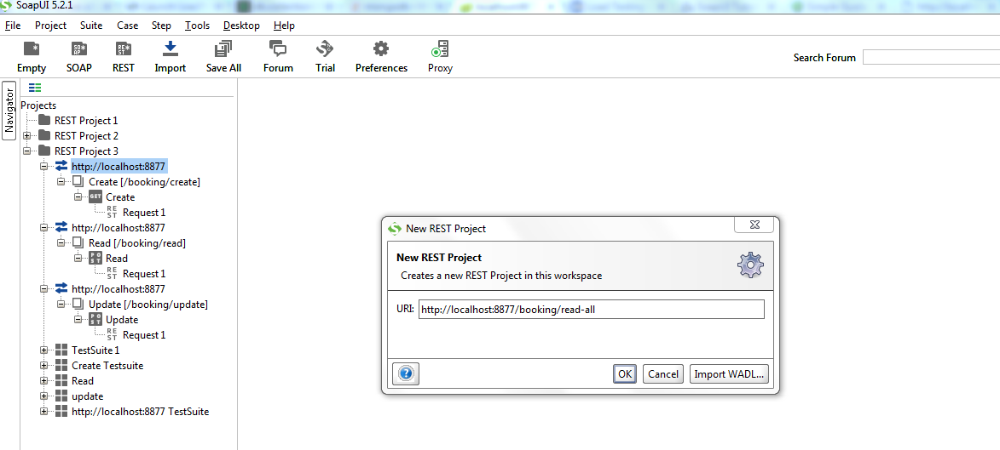 SoapUI 5.2.1
File Project Suite Case Step Tools Desktop Help
Empty SOAP REST Import Save All Forum Trial Preferences Proxy Search Forum
Navigator
Projects
REST Project 1
REST Project 2
REST Project 3
http://localhost:8877
Create [/booking/create]
GET Create
REST Request 1
http://localhost:8877
Read [/booking/read]
POST Read
REST Request 1
http://localhost:8877
Update [/booking/update]
POST Update
REST Request 1
TestSuite 1
Create Testsuite
Read
update
http://localhost:8877 TestSuite
New REST Project
New REST Project
Creates a new REST Project in this workspace
URI: http://localhost:8877/booking/read-all
OK Cancel Import WADL...